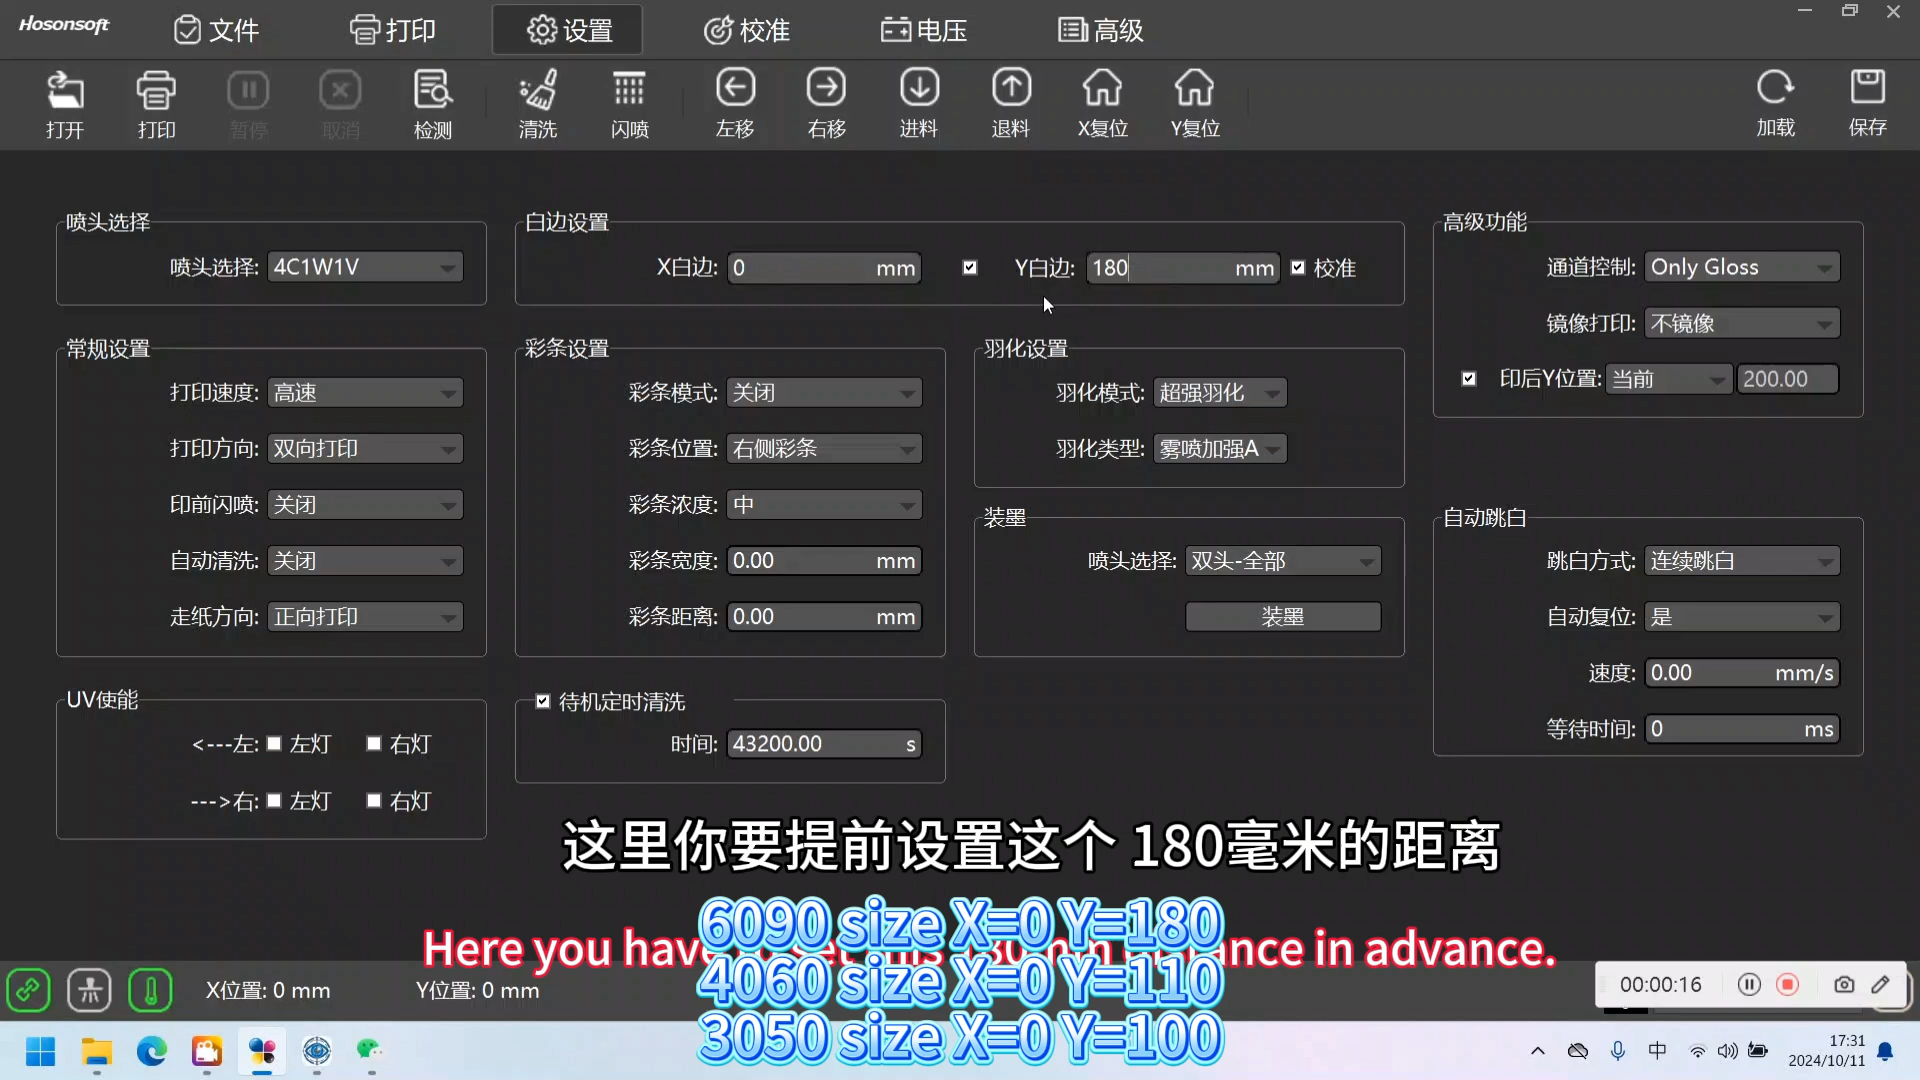 Hosonsoft
文件
打印
设置
校准
电压
高级
打开
打印
暂停
取消
检测
清洗
闪喷
左移
右移
进料
退料
X复位
Y复位
加载
保存
喷头选择
喷头选择: 4C1W1V
白边设置
X白边: 0 mm
Y白边: 180 mm 校准
高级功能
通道控制: Only Gloss
镜像打印: 不镜像
印后Y位置: 当前 200.00
常规设置
打印速度: 高速
打印方向: 双向打印
印前闪喷: 关闭
自动清洗: 关闭
走纸方向: 正向打印
彩条设置
彩条模式: 关闭
彩条位置: 右侧彩条
彩条浓度: 中
彩条宽度: 0.00 mm
彩条距离: 0.00 mm
羽化设置
羽化模式: 超强羽化
羽化类型: 雾喷加强A
装墨
喷头选择: 双头-全部
装墨
自动跳白
跳白方式: 连续跳白
自动复位: 是
速度: 0.00 mm/s
等待时间: 0 ms
UV使能
<---左: 左灯 右灯
--->右: 左灯 右灯
待机定时清洗
时间: 43200.00 s
这里你要提前设置这个 180毫米的距离
6090 size X=0 Y=180
Here you have to set this 180 mm distance in advance.
4060 size X=0 Y=110
3050 size X=0 Y=100
X位置: 0 mm
Y位置: 0 mm
00:00:16
中
17:31
2024/10/11